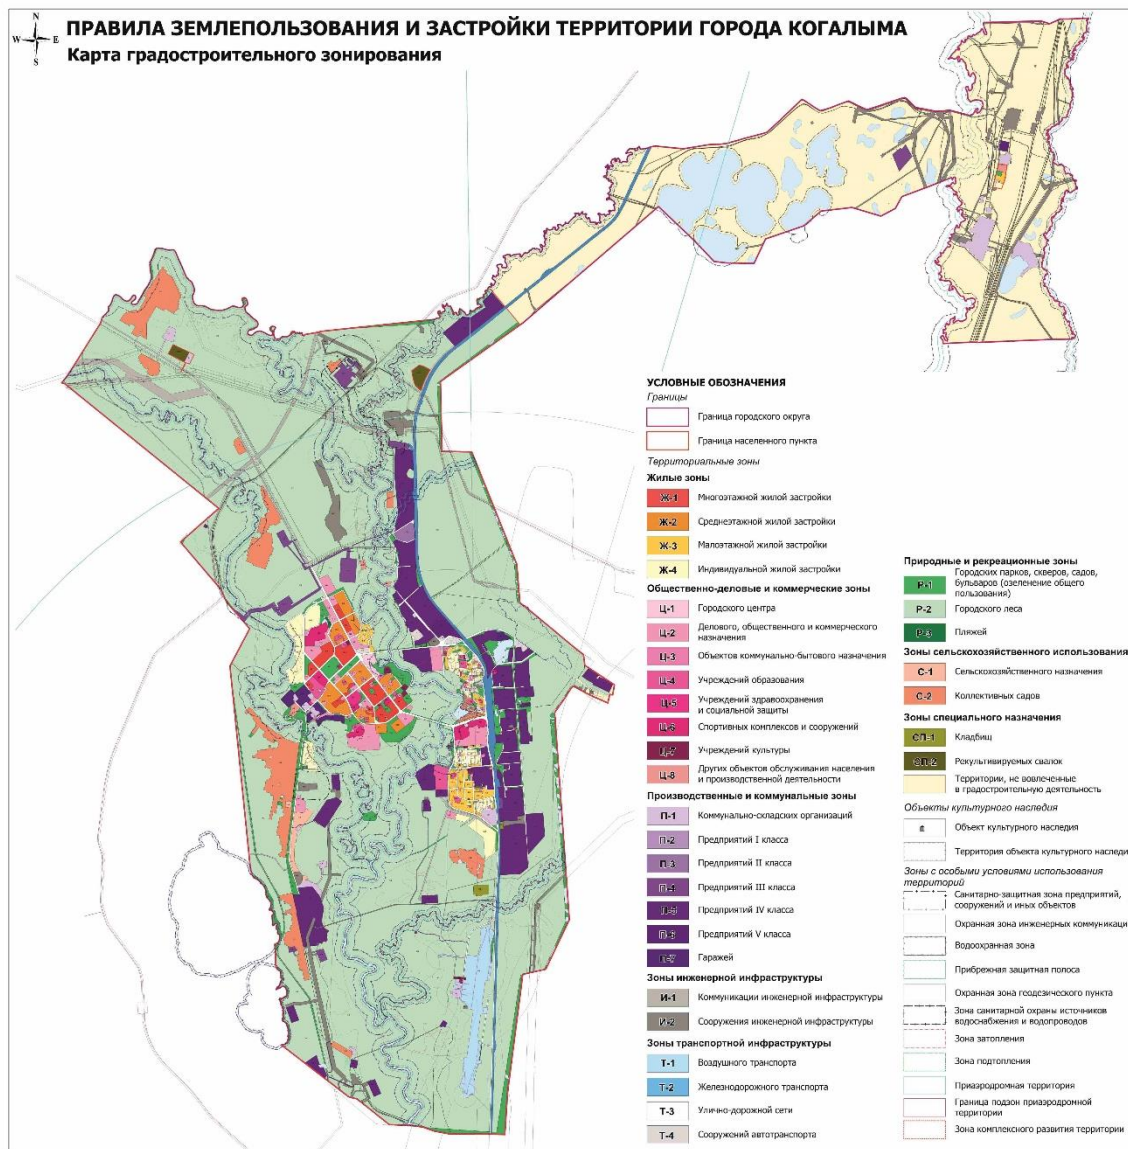 N
W E
S
ПРАВИЛА ЗЕМЛЕПОЛЬЗОВАНИЯ И ЗАСТРОЙКИ ТЕРРИТОРИИ ГОРОДА КОГАЛЫМА
Карта градостроительного зонирования
УСЛОВНЫЕ ОБОЗНАЧЕНИЯ
Границы
Граница городского округа
Граница населенного пункта
Территориальные зоны
Жилые зоны
Ж-1 Многоэтажной жилой застройки
Ж-2 Среднеэтажной жилой застройки
Ж-3 Малоэтажной жилой застройки
Ж-4 Индивидуальной жилой застройки
Общественно-деловые и коммерческие зоны
Ц-1 Городского центра
Ц-2 Делового, общественного и коммерческого
назначения
Ц-3 Объектов коммунально-бытового назначения
Ц-4 Учреждений образования
Ц-5 Учреждений здравоохранения
и социальной защиты
Ц-6 Спортивных комплексов и сооружений
Ц-7 Учреждений культуры
Ц-8 Других объектов обслуживания населения
и производственной деятельности
Производственные и коммунальные зоны
П-1 Коммунально-складских организаций
П-2 Предприятий I класса
П-3 Предприятий II класса
П-4 Предприятий III класса
П-5 Предприятий IV класса
П-6 Предприятий V класса
П-7 Гаражей
Зоны инженерной инфраструктуры
И-1 Коммуникации инженерной инфраструктуры
И-2 Сооружения инженерной инфраструктуры
Зоны транспортной инфраструктуры
Т-1 Воздушного транспорта
Т-2 Железнодорожного транспорта
Т-3 Улично-дорожной сети
Т-4 Сооружений автотранспорта
Природные и рекреационные зоны
Городских парков, скверов, садов,
Р-1 бульваров (озеленение общего
пользования)
Р-2 Городского леса
Р-3 Пляжей
Зоны сельскохозяйственного использования
С-1 Сельскохозяйственного назначения
С-2 Коллективных садов
Зоны специального назначения
СП-1 Кладбищ
СП-2 Рекультивируемых свалок
Территории, не вовлеченные
в градостроительную деятельность
Объекты культурного наследия
Объект культурного наследия
Территория объекта культурного наследи
Зоны с особыми условиями использования
территорий
Санитарно-защитная зона предприятий,
сооружений и иных объектов
Охранная зона инженерных коммуникаци
Водоохранная зона
Прибрежная защитная полоса
Охранная зона геодезического пункта
Зона санитарной охраны источников
водоснабжения и водопроводов
Зона затопления
Зона подтопления
Приаэродромная территория
Граница подзон приаэродромной
территории
Зона комплексного развития территории